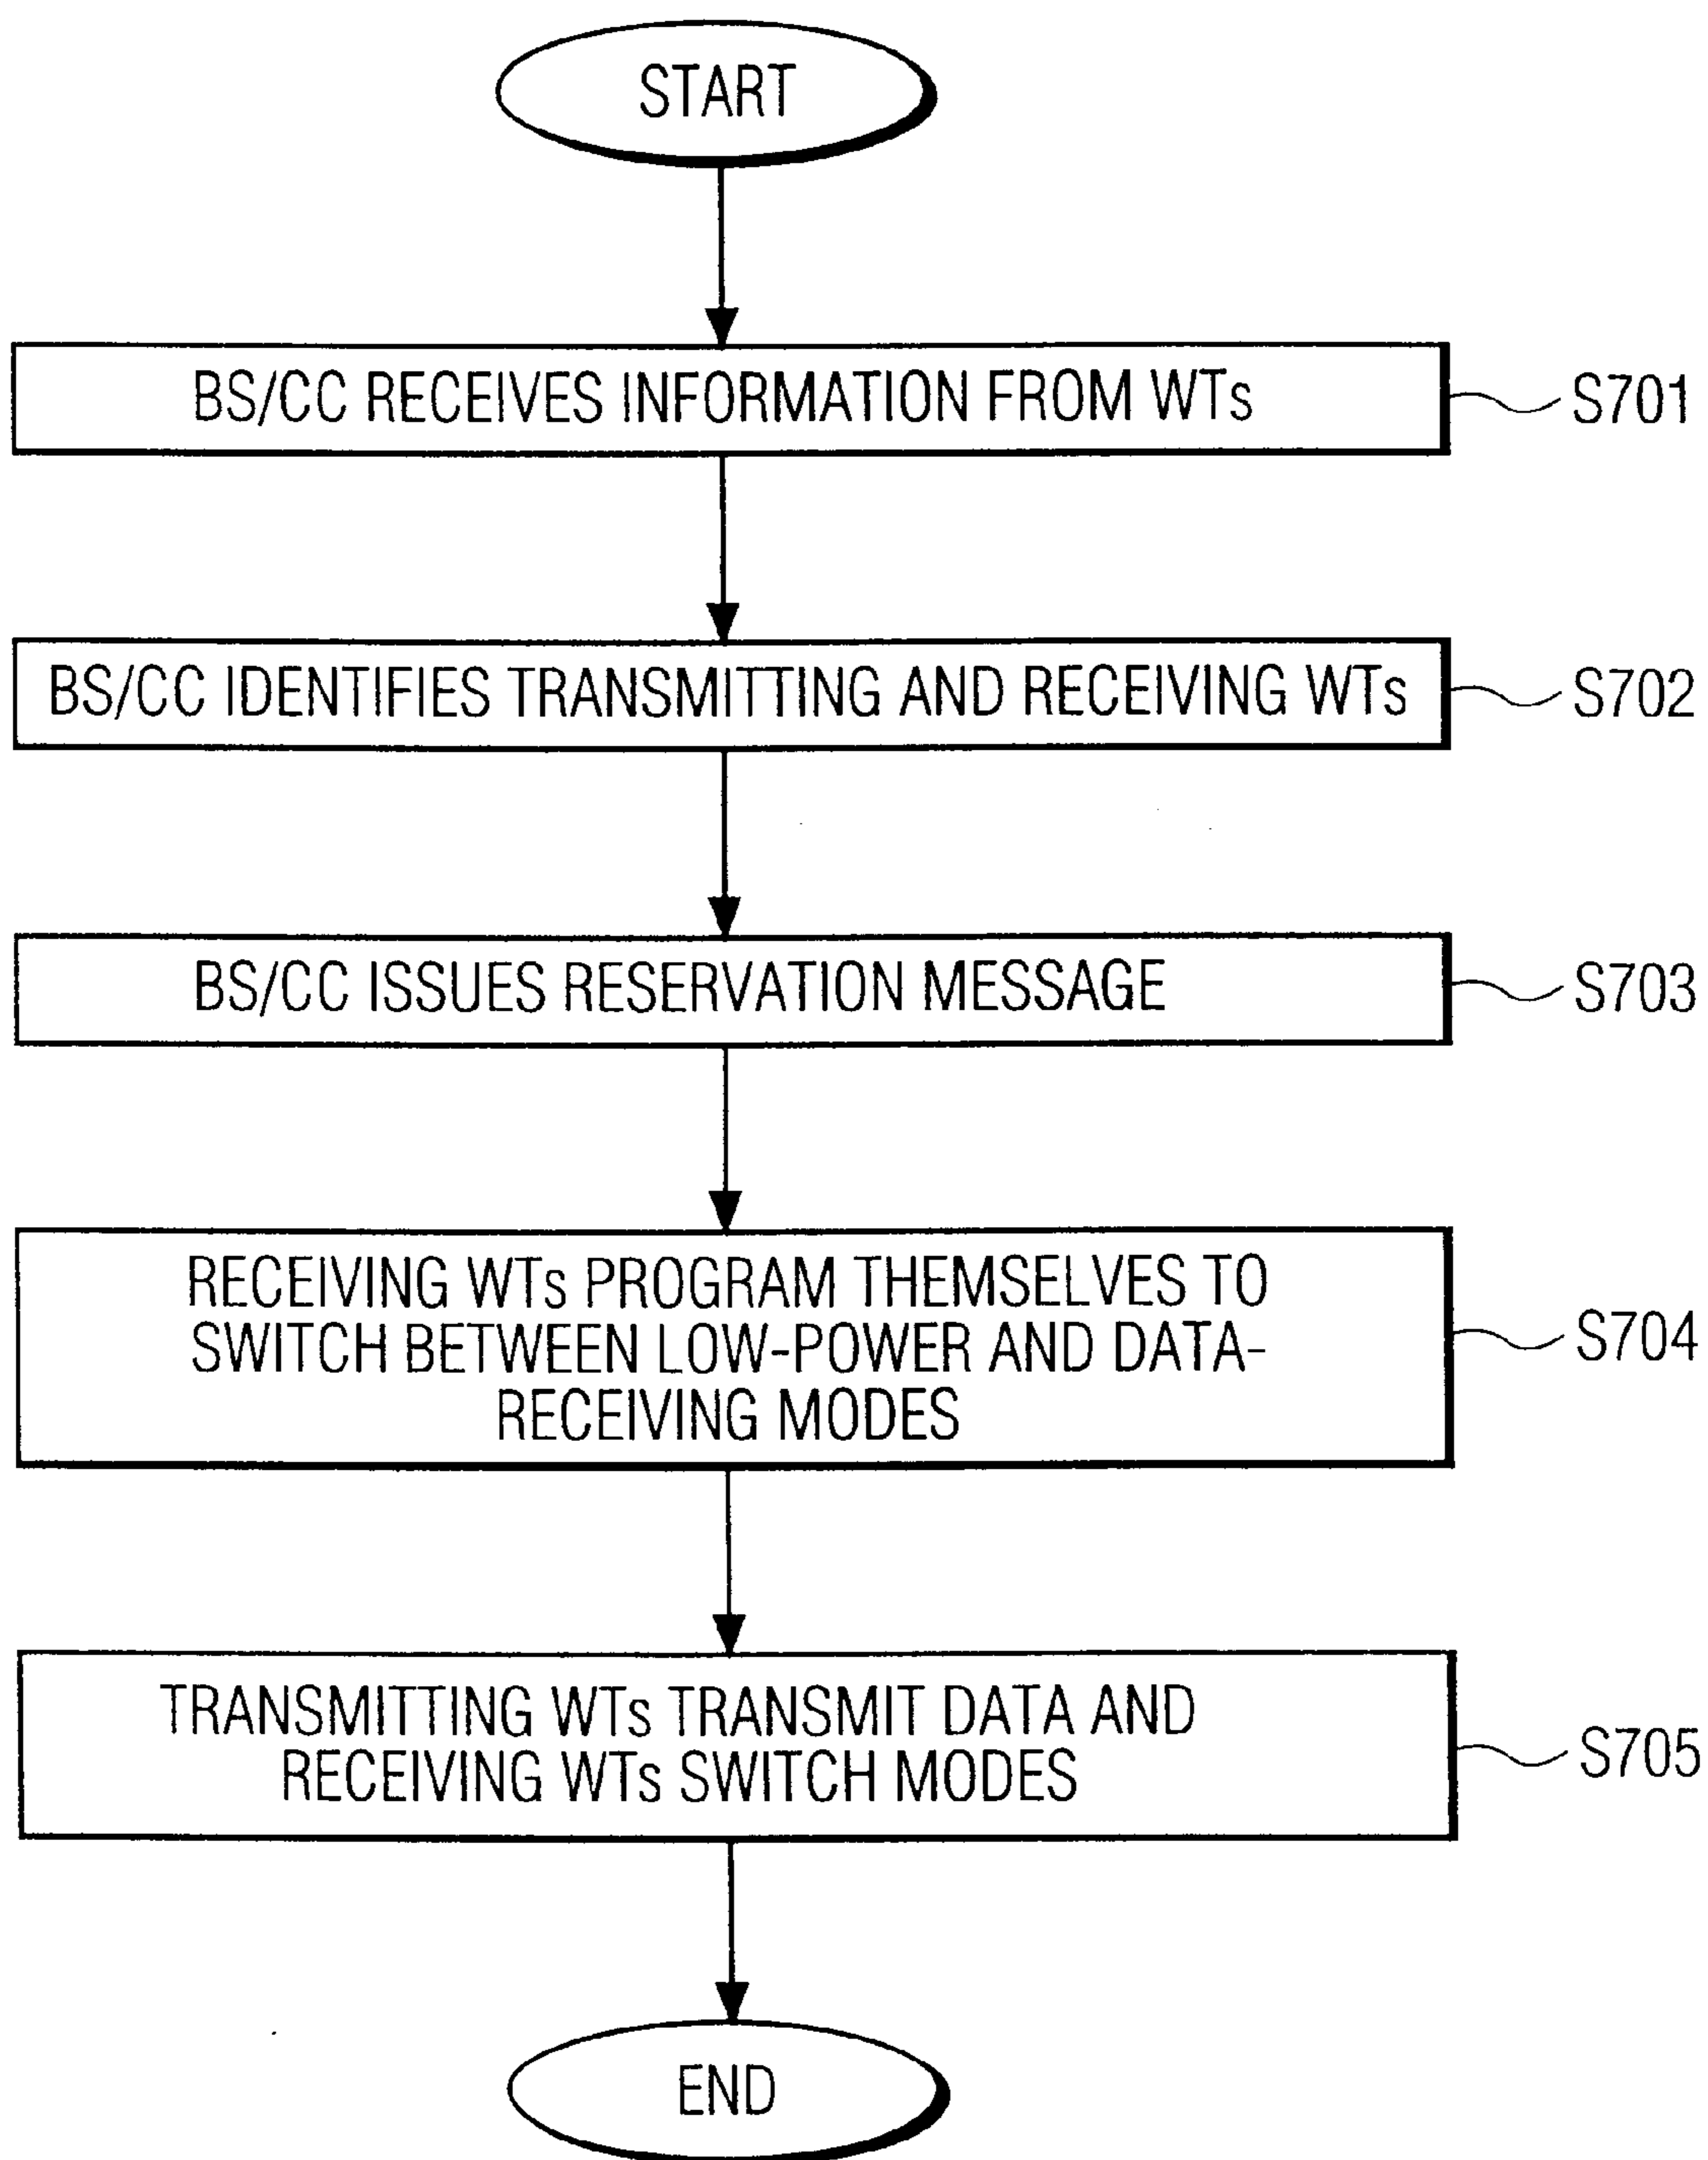 START
BS/CC RECEIVES INFORMATION FROM WTs
S701
BS/CC IDENTIFIES TRANSMITTING AND RECEIVING WTs
S702
BS/CC ISSUES RESERVATION MESSAGE
S703
RECEIVING WTs PROGRAM THEMSELVES TO
SWITCH BETWEEN LOW-POWER AND DATA-
RECEIVING MODES
S704
TRANSMITTING WTs TRANSMIT DATA AND
RECEIVING WTs SWITCH MODES
S705
END